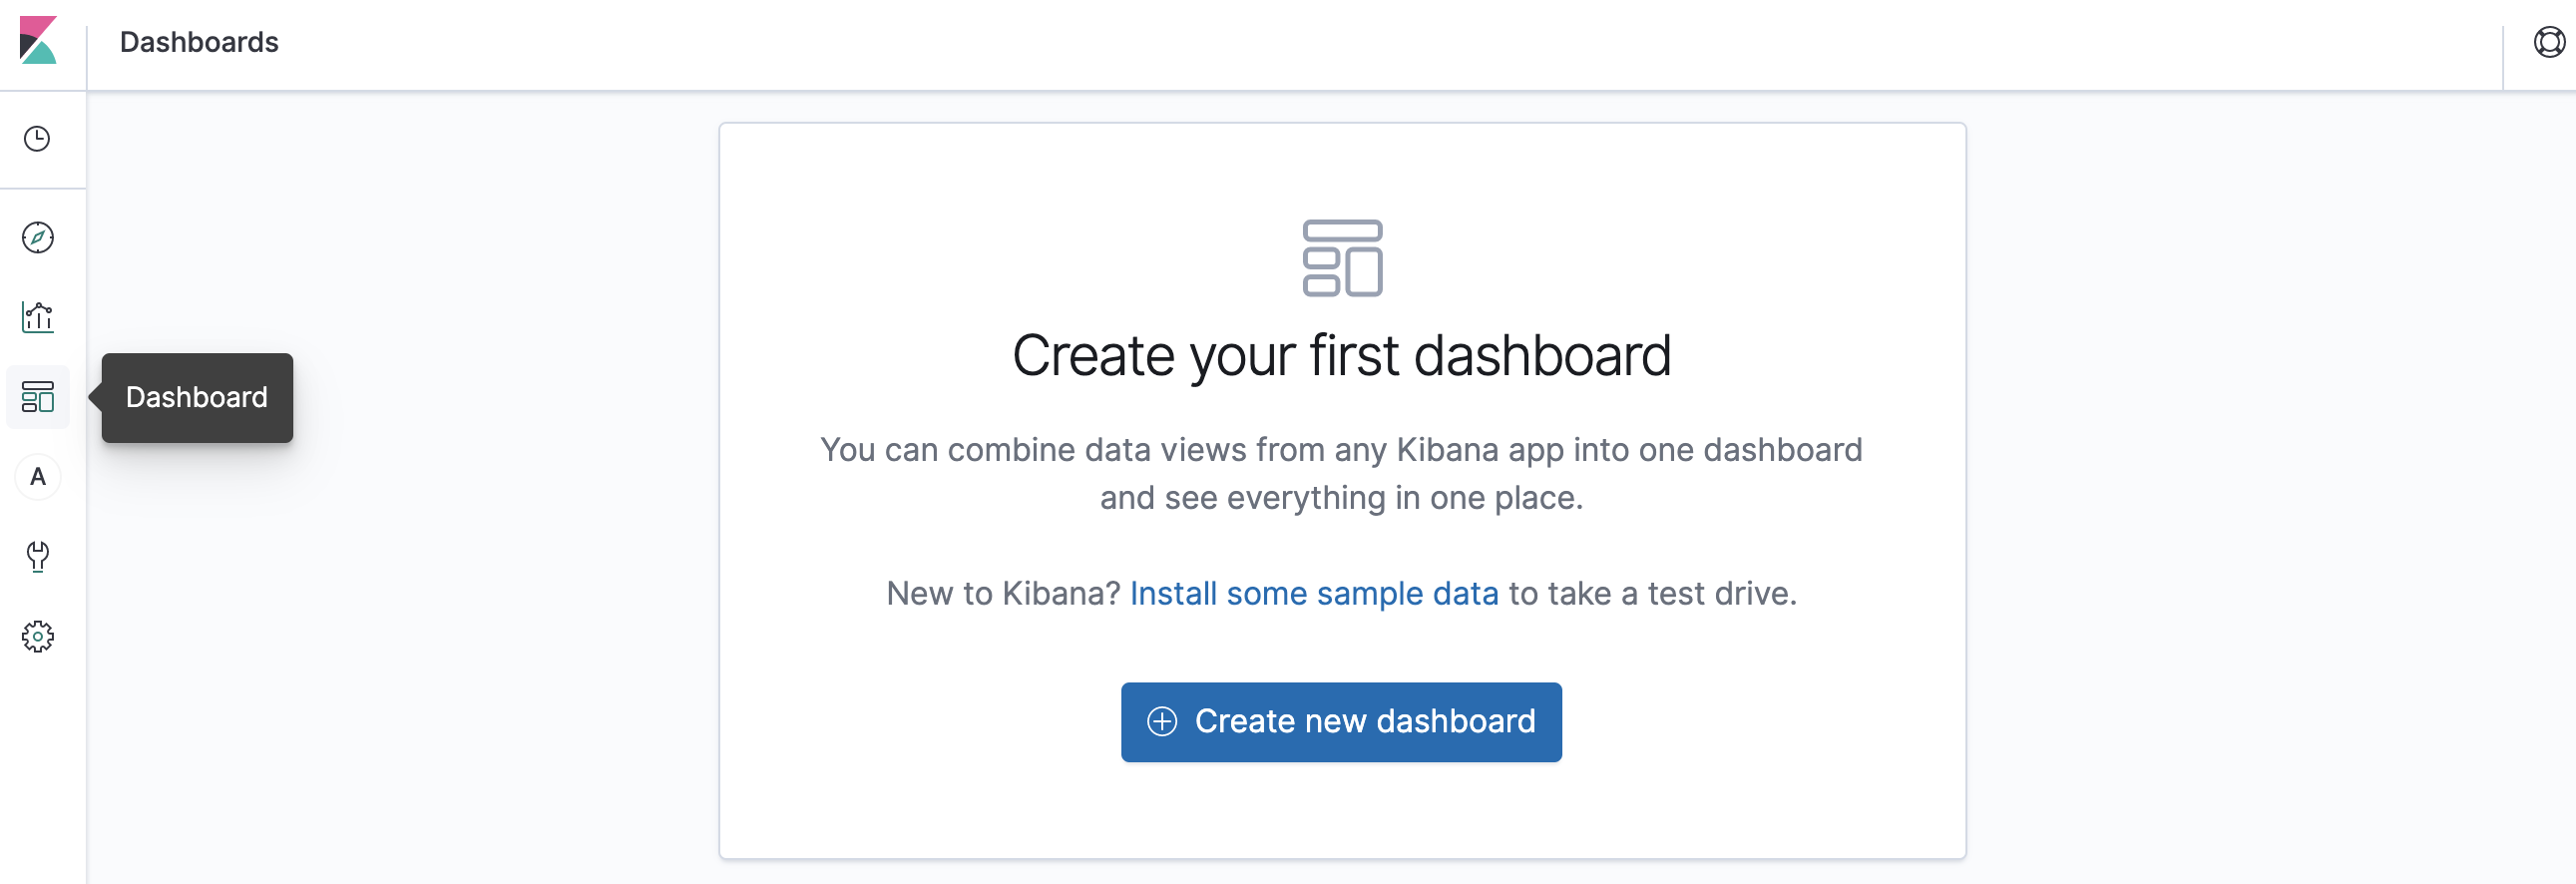 Dashboards
Dashboard
A
Create your first dashboard
You can combine data views from any Kibana app into one dashboard
and see everything in one place.
New to Kibana? Install some sample data to take a test drive.
Create new dashboard